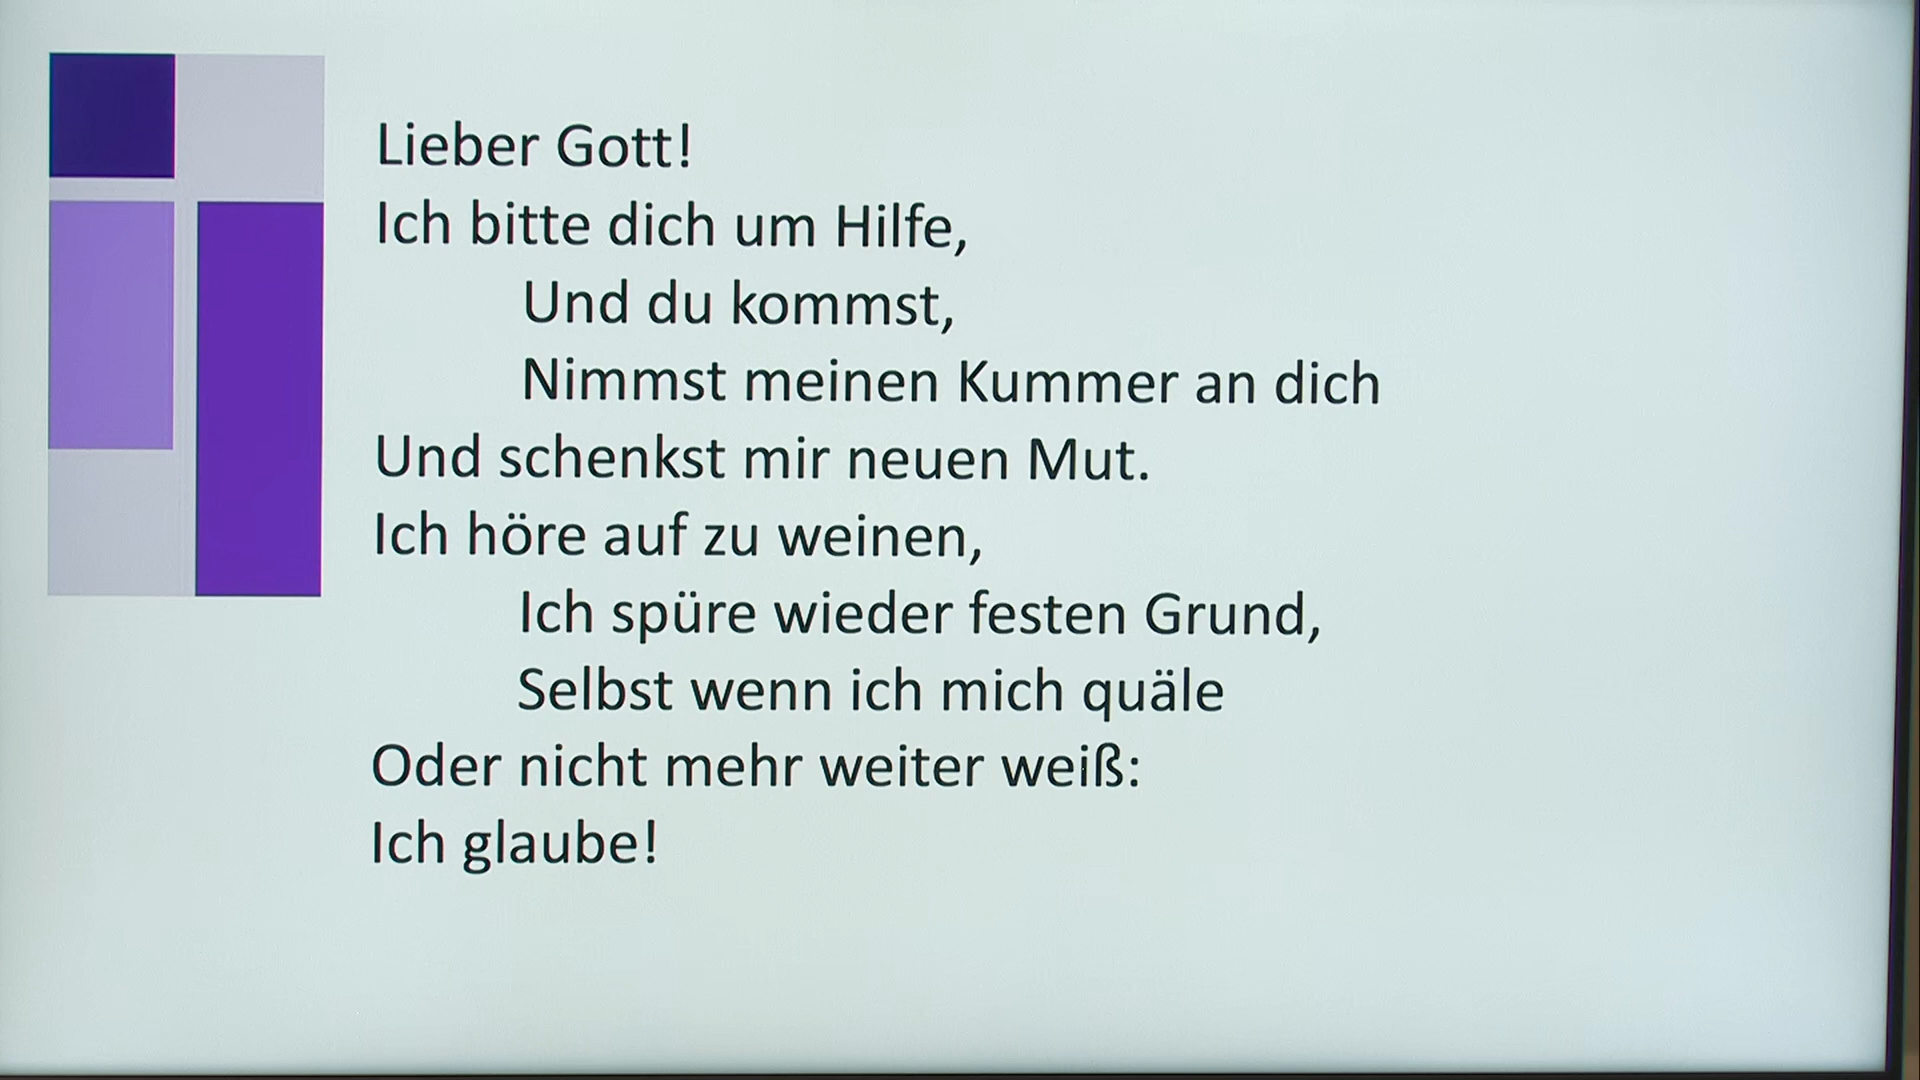 Lieber Gott!
Ich bitte dich um Hilfe,
Und du kommst,
Nimmst meinen Kummer an dich
Und schenkst mir neuen Mut.
Ich höre auf zu weinen,
Ich spüre wieder festen Grund,
Selbst wenn ich mich quäle
Oder nicht mehr weiter weiß:
Ich glaube!